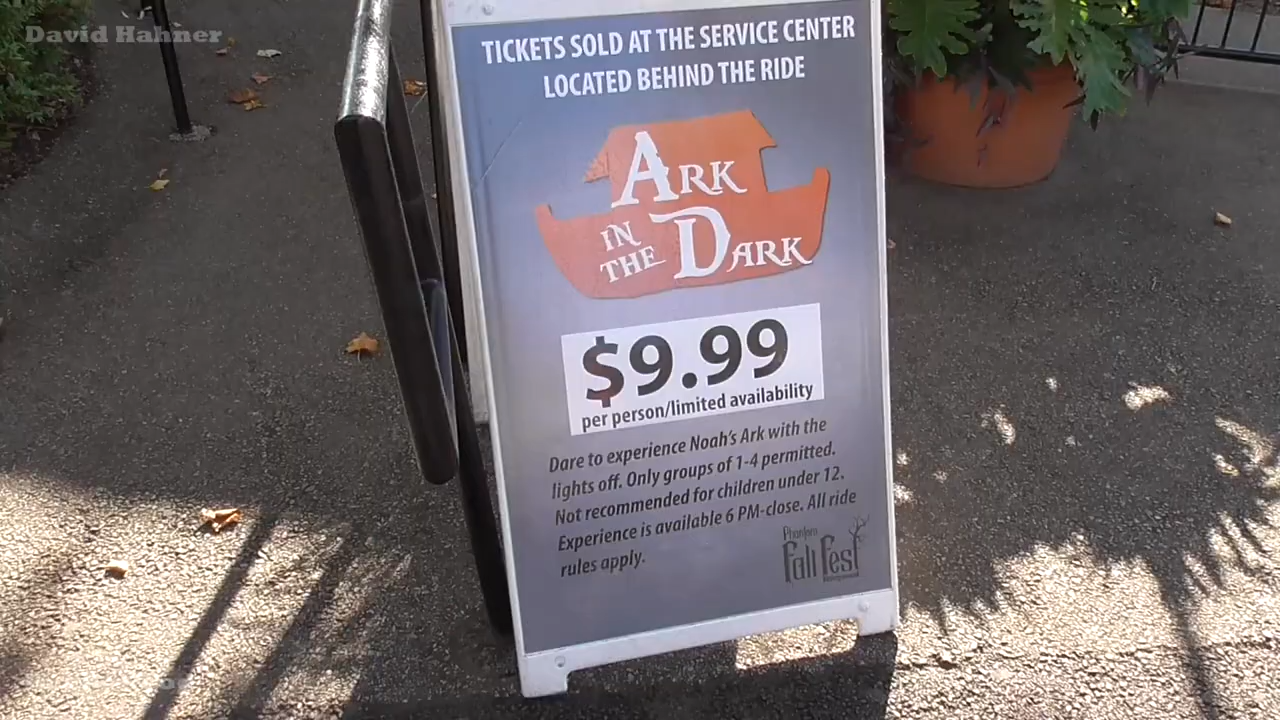 David Hahner
TICKETS SOLD AT THE SERVICE CENTER
LOCATED BEHIND THE RIDE
ARK
IN THE DARK
$9.99
per person/limited availability
Dare to experience Noah's Ark with the
lights off. Only groups of 1-4 permitted.
Not recommended for children under 12.
Experience is available 6 PM-close. All ride
rules apply.
Phantom
Fall Fest